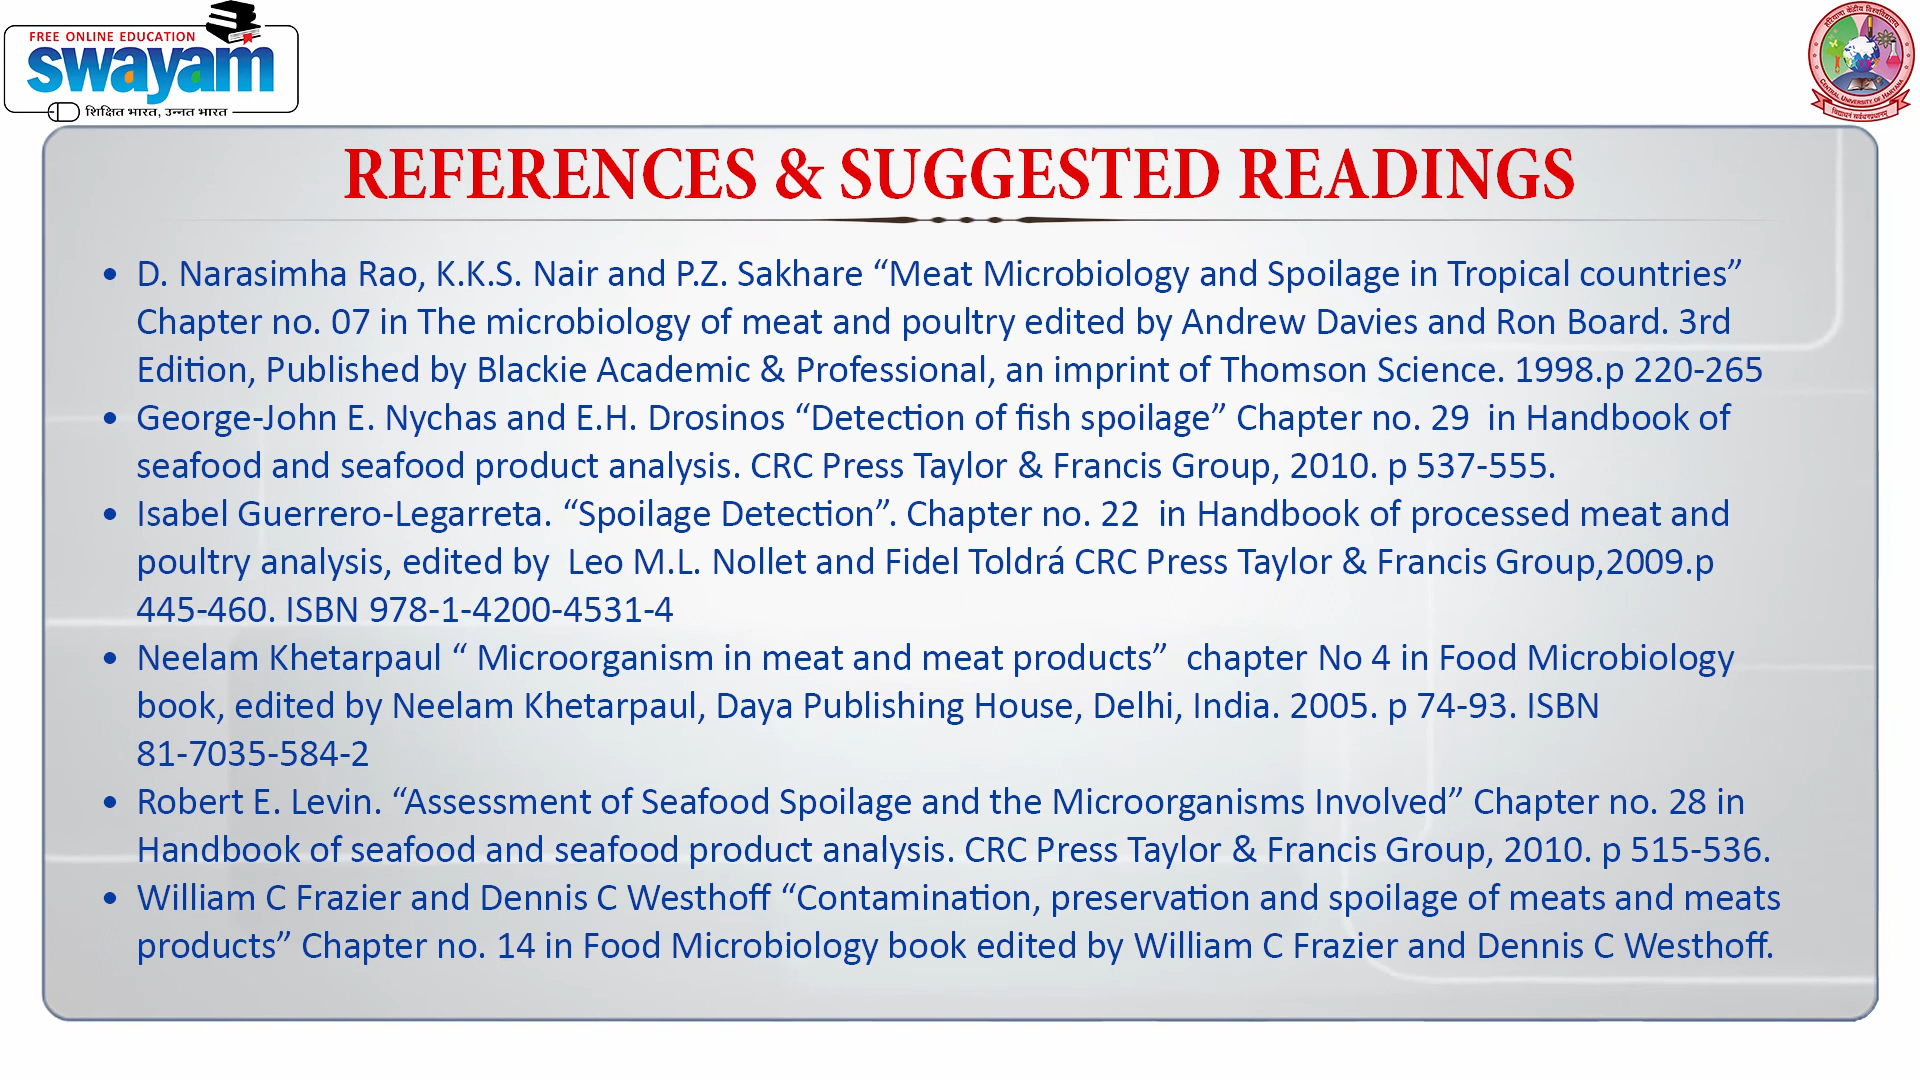 FREE ONLINE EDUCATION
swayam
शिक्षित भारत, उन्नत भारत
हरियाणा केंद्रीय विश्वविद्यालय
CENTRAL UNIVERSITY OF HARYANA
REFERENCES & SUGGESTED READINGS
• D. Narasimha Rao, K.K.S. Nair and P.Z. Sakhare “Meat Microbiology and Spoilage in Tropical countries”
Chapter no. 07 in The microbiology of meat and poultry edited by Andrew Davies and Ron Board. 3rd
Edition, Published by Blackie Academic & Professional, an imprint of Thomson Science. 1998.p 220-265
• George-John E. Nychas and E.H. Drosinos “Detection of fish spoilage” Chapter no. 29  in Handbook of
seafood and seafood product analysis. CRC Press Taylor & Francis Group, 2010. p 537-555.
• Isabel Guerrero-Legarreta. “Spoilage Detection”. Chapter no. 22  in Handbook of processed meat and
poultry analysis, edited by  Leo M.L. Nollet and Fidel Toldrá CRC Press Taylor & Francis Group,2009.p
445-460. ISBN 978-1-4200-4531-4
• Neelam Khetarpaul “ Microorganism in meat and meat products”  chapter No 4 in Food Microbiology
book, edited by Neelam Khetarpaul, Daya Publishing House, Delhi, India. 2005. p 74-93. ISBN
81-7035-584-2
• Robert E. Levin. “Assessment of Seafood Spoilage and the Microorganisms Involved” Chapter no. 28 in
Handbook of seafood and seafood product analysis. CRC Press Taylor & Francis Group, 2010. p 515-536.
• William C Frazier and Dennis C Westhoff “Contamination, preservation and spoilage of meats and meats
products” Chapter no. 14 in Food Microbiology book edited by William C Frazier and Dennis C Westhoff.